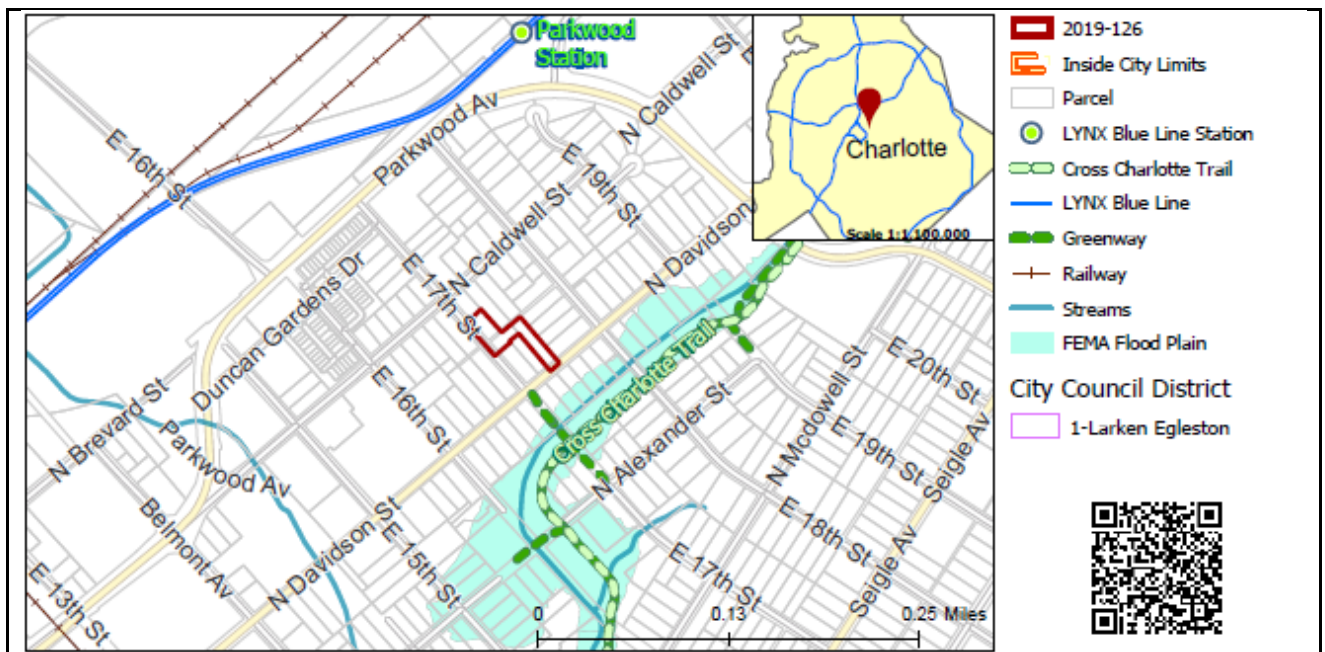 Parkwood
Station
N Caldwell St
E 16th St
Parkwood Av
E 19th St
N Caldwell St
N Davidson
Charlotte
Scale 1:1,100,000
E 17th St
Duncan Gardens Dr
Cross Charlotte Trail
E 20th St
E 16th St
N Alexander St
N Mcdowell St
E 19th St
Seigle Av
N Brevard St
Parkwood Av
Belmont Av
N Davidson St
E 15th St
E 18th St
E 17th St
Seigle Av
E 13th St
0 0.13 0.25 Miles
2019-126
Inside City Limits
Parcel
LYNX Blue Line Station
Cross Charlotte Trail
LYNX Blue Line
Greenway
Railway
Streams
FEMA Flood Plain
City Council District
1-Larken Egleston